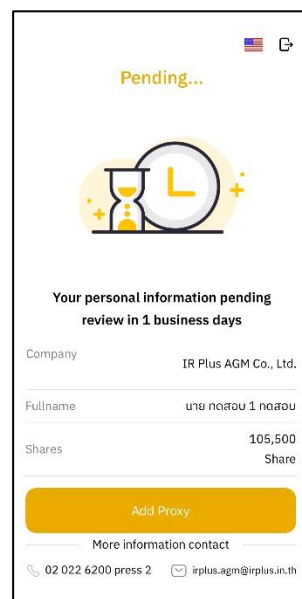 Pending...
Your personal information pending
review in 1 business days
Company
IR Plus AGM Co., Ltd.
Fullname
นาย ทดสอบ 1 ทดสอบ
Shares
105,500
Share
Add Proxy
More information contact
02 022 6200 press 2
irplus.agm@irplus.in.th